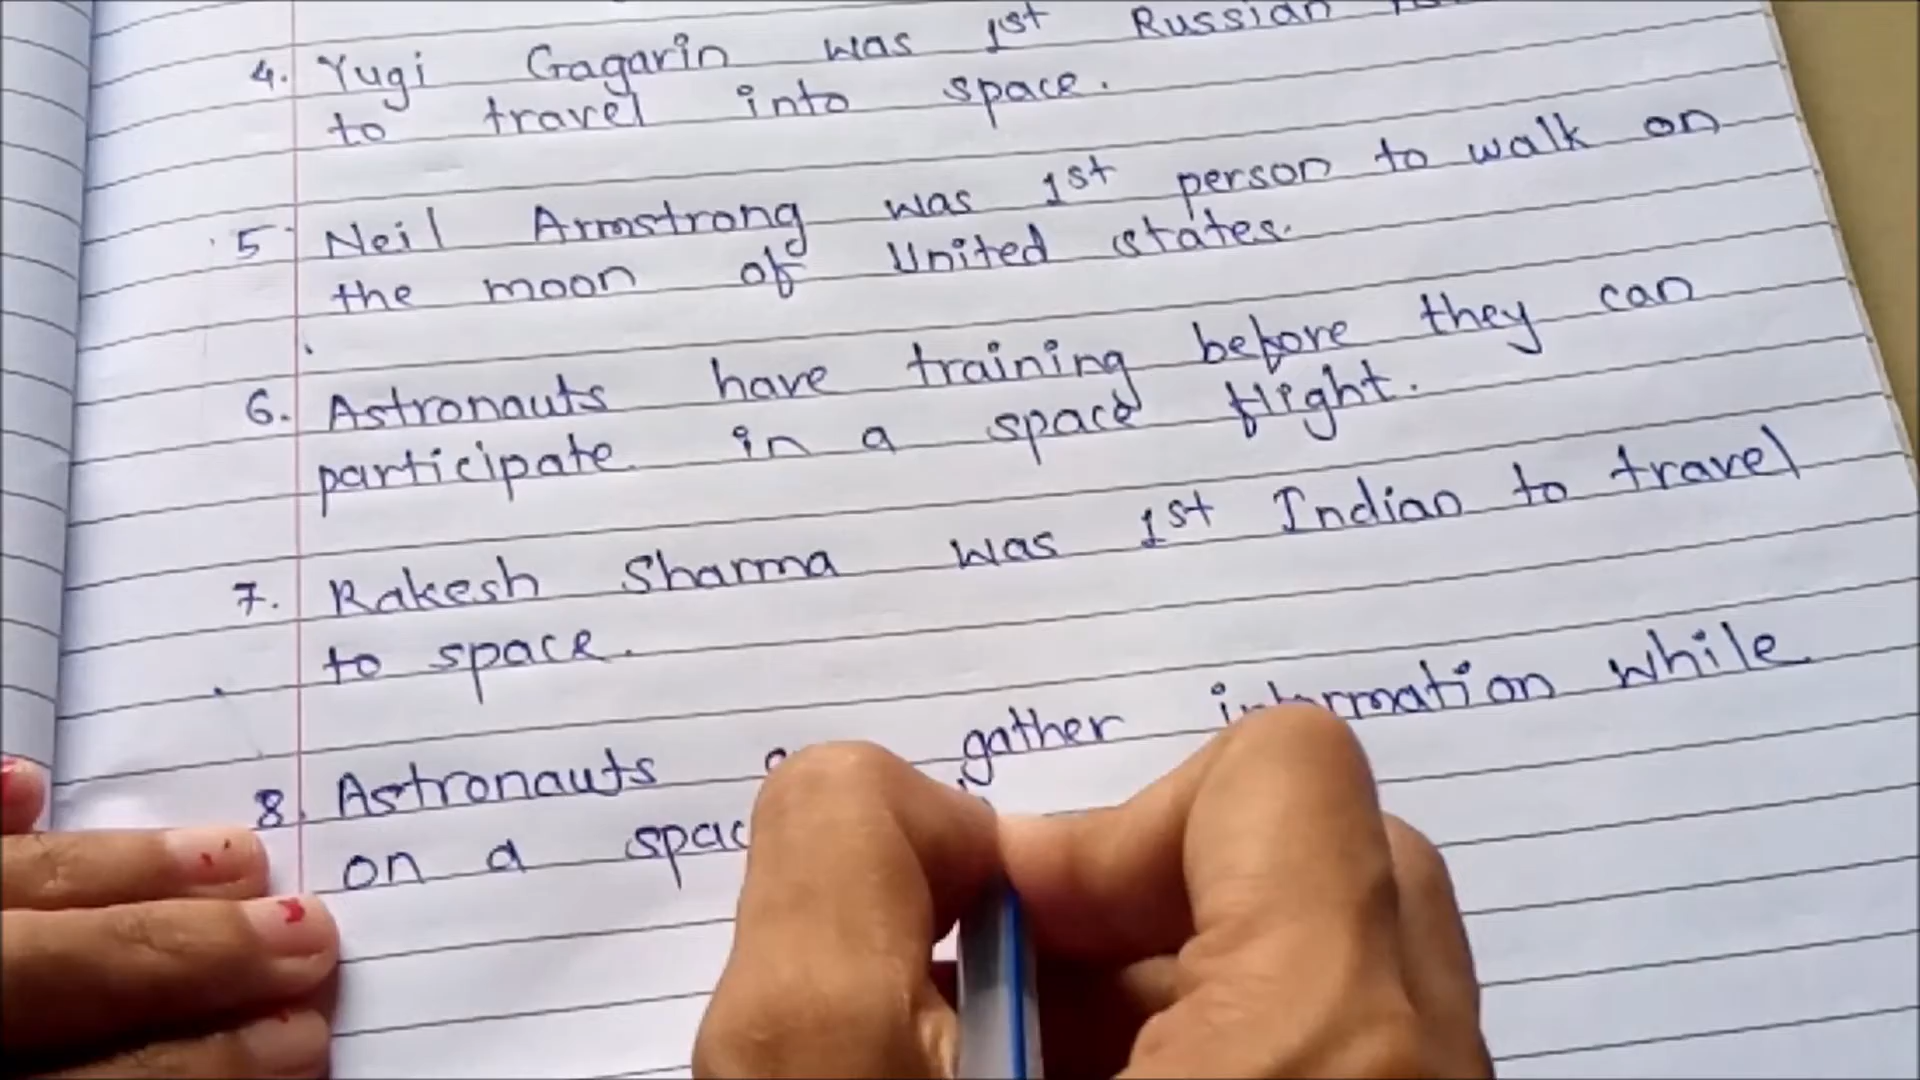 4. Yugi Gagarin was 1st Russian
to travel into space.
5 Neil Armstrong was 1st person to walk on
the moon of United states.
6. Astronauts have training before they can
participate in a space flight.
7. Rakesh Sharma was 1st Indian to travel
to space.
8. Astronauts gather information while
on a spac